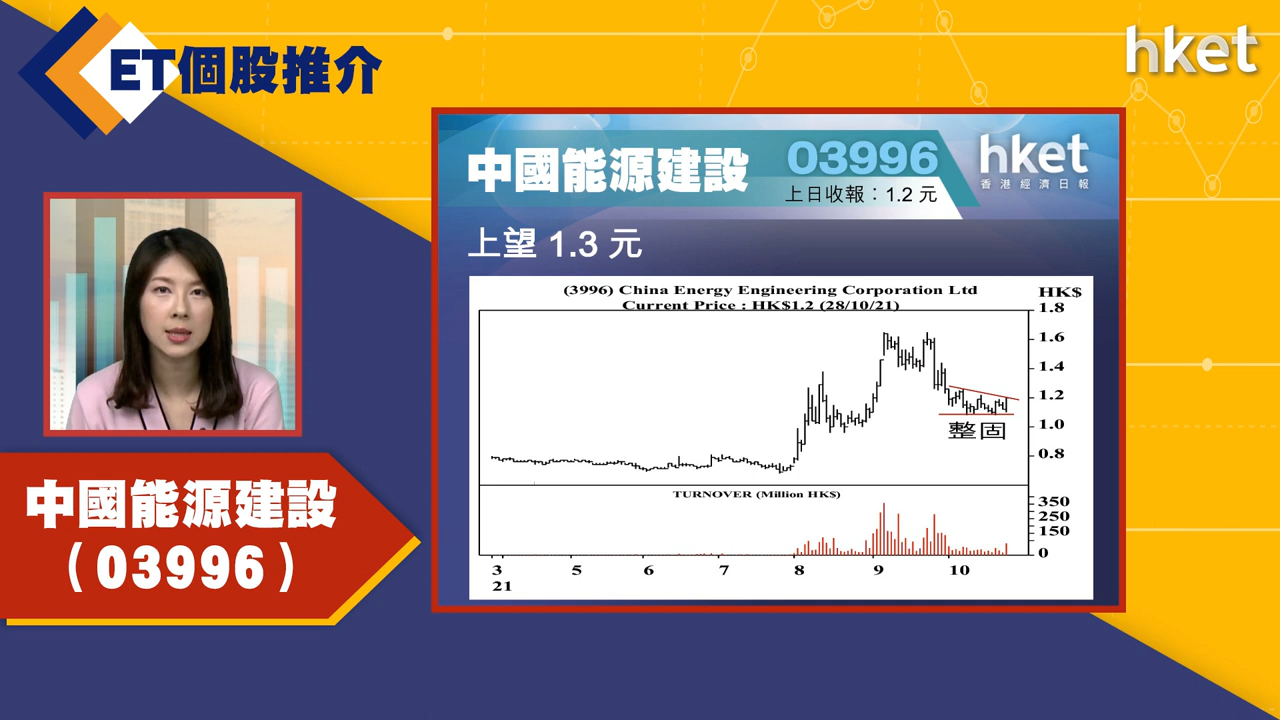 ET個股推介
hket
中國能源建設
03996
上日收報：1.2 元
hket
香港經濟日報
上望 1.3 元
(3996) China Energy Engineering Corporation Ltd
Current Price : HK$1.2 (28/10/21)
HK$
1.8
1.6
1.4
1.2
1.0
0.8
整固
TURNOVER (Million HK$)
350
250
150
0
3 5 6 7 8 9 10
21
中國能源建設
（03996）